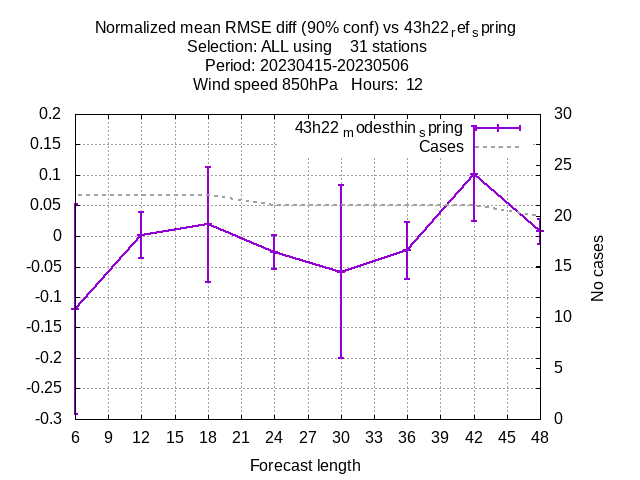 Normalized mean RMSE diff (90% conf) vs 43h22refspring
Selection: ALL using 31 stations
Period: 20230415-20230506
Wind speed 850hPa Hours: 12
43h22modesthinspring
Cases
0.2
0.15
0.1
0.05
0
-0.05
-0.1
-0.15
-0.2
-0.25
-0.3
30
25
20
15
10
5
0
No cases
6 9 12 15 18 21 24 27 30 33 36 39 42 45 48
Forecast length